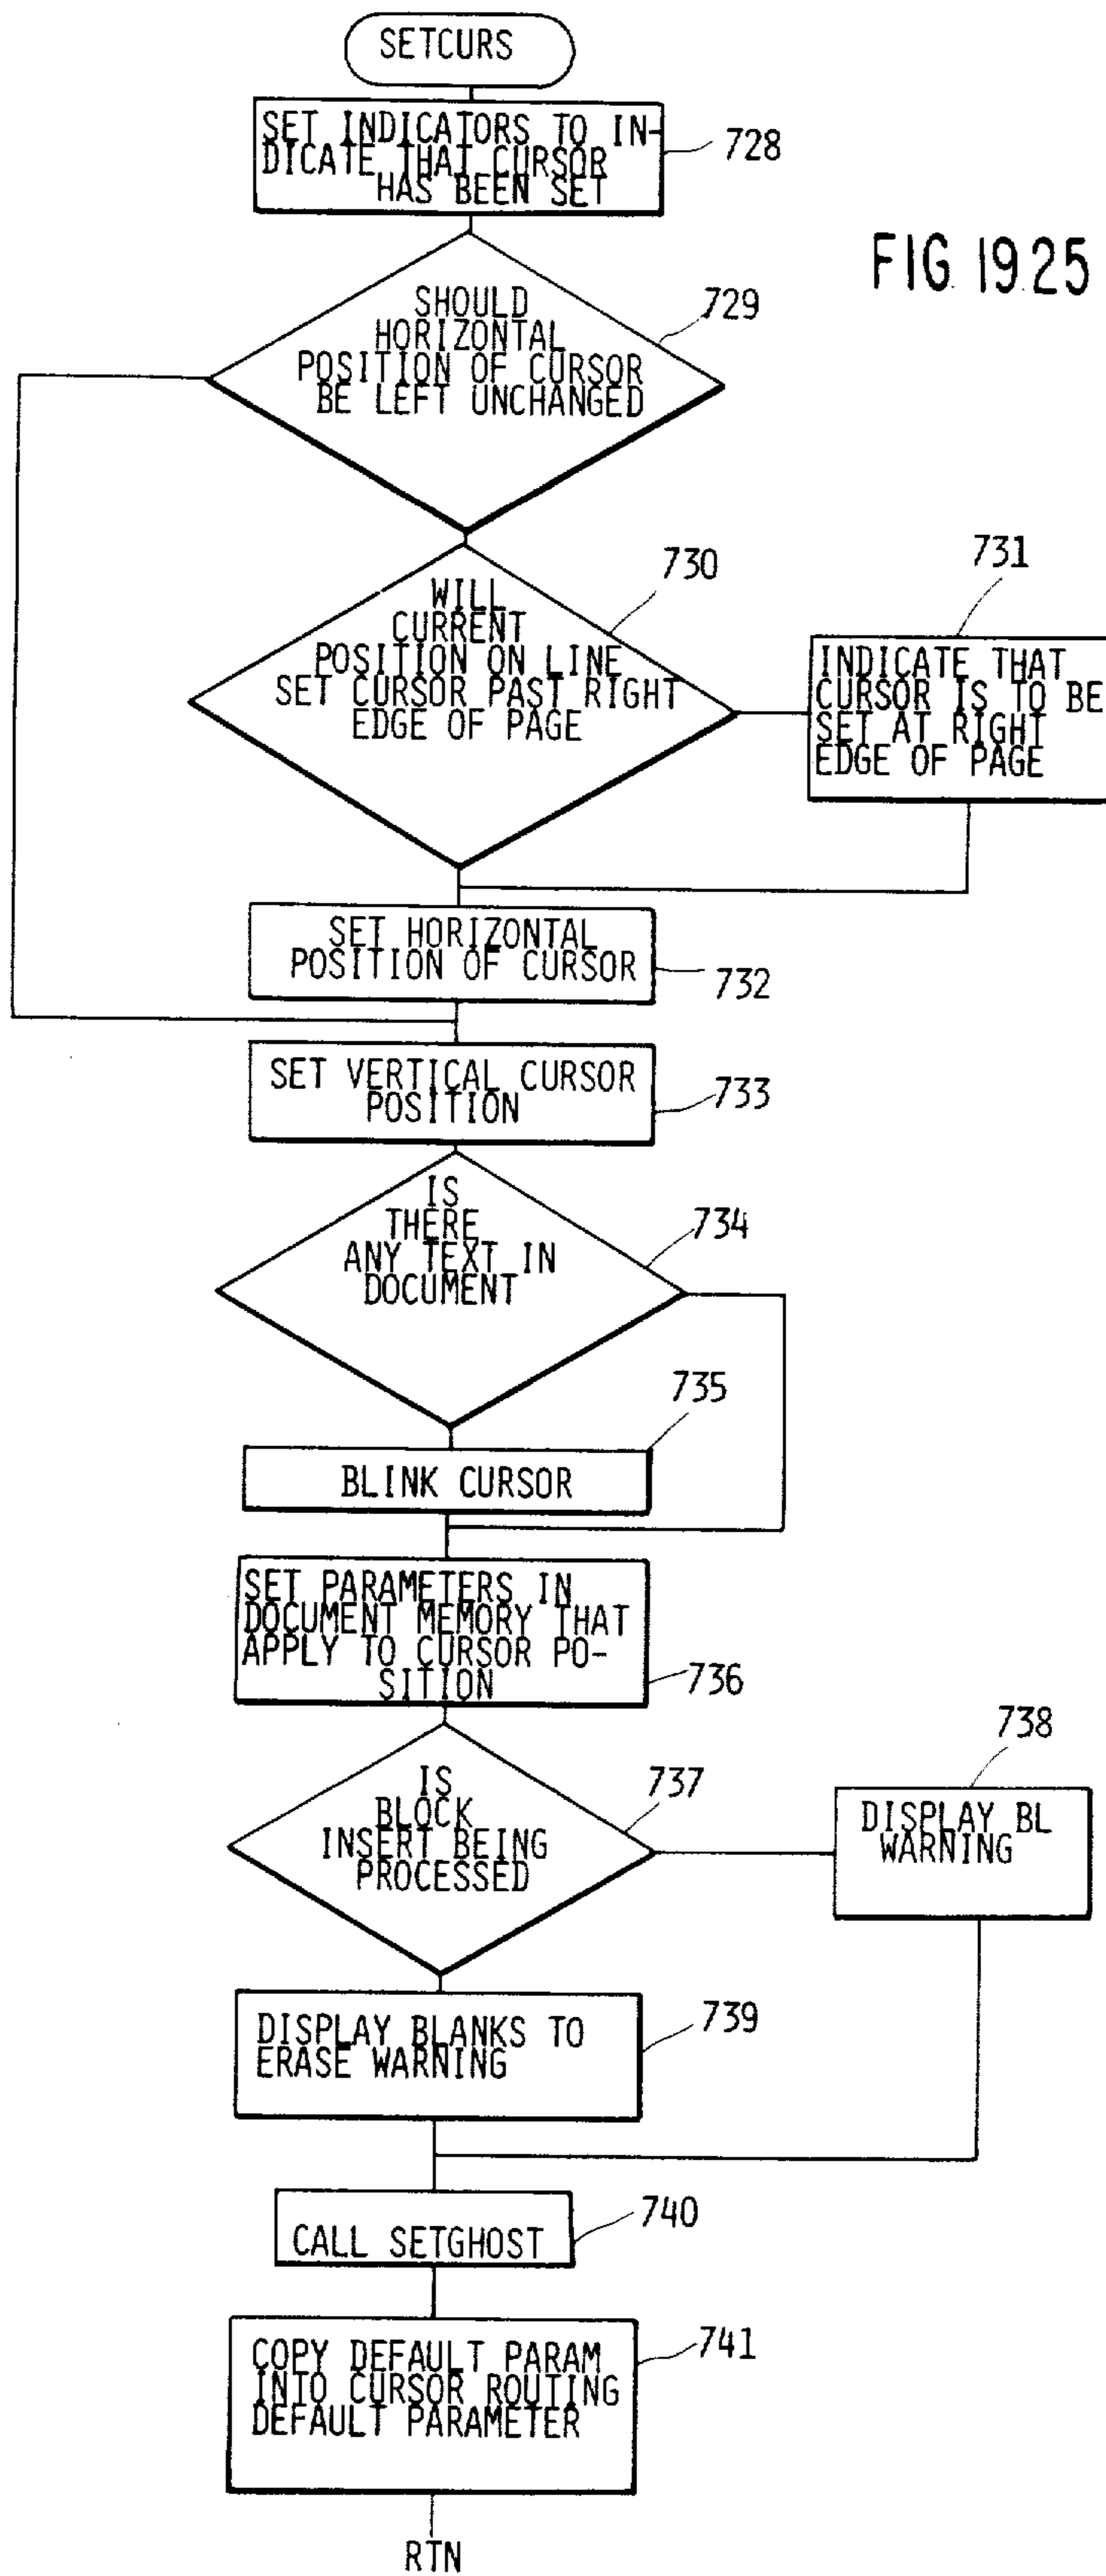 SETCURS
SET INDICATORS TO IN-
DICATE THAT CURSOR
HAS BEEN SET
728
FIG 19.25
SHOULD
HORIZONTAL
POSITION OF CURSOR
BE LEFT UNCHANGED
729
WILL
CURRENT
POSITION ON LINE
SET CURSOR PAST RIGHT
EDGE OF PAGE
730
731
INDICATE THAT
CURSOR IS TO BE
SET AT RIGHT
EDGE OF PAGE
SET HORIZONTAL
POSITION OF CURSOR
732
SET VERTICAL CURSOR
POSITION
733
IS
THERE
ANY TEXT IN
DOCUMENT
734
735
BLINK CURSOR
SET PARAMETERS IN
DOCUMENT MEMORY THAT
APPLY TO CURSOR PO-
SITION
736
IS
BLOCK
INSERT BEING
PROCESSED
737
738
DISPLAY BL
WARNING
DISPLAY BLANKS TO
ERASE WARNING
739
CALL SETGHOST
740
COPY DEFAULT PARAM
INTO CURSOR ROUTING
DEFAULT PARAMETER
741
RTN